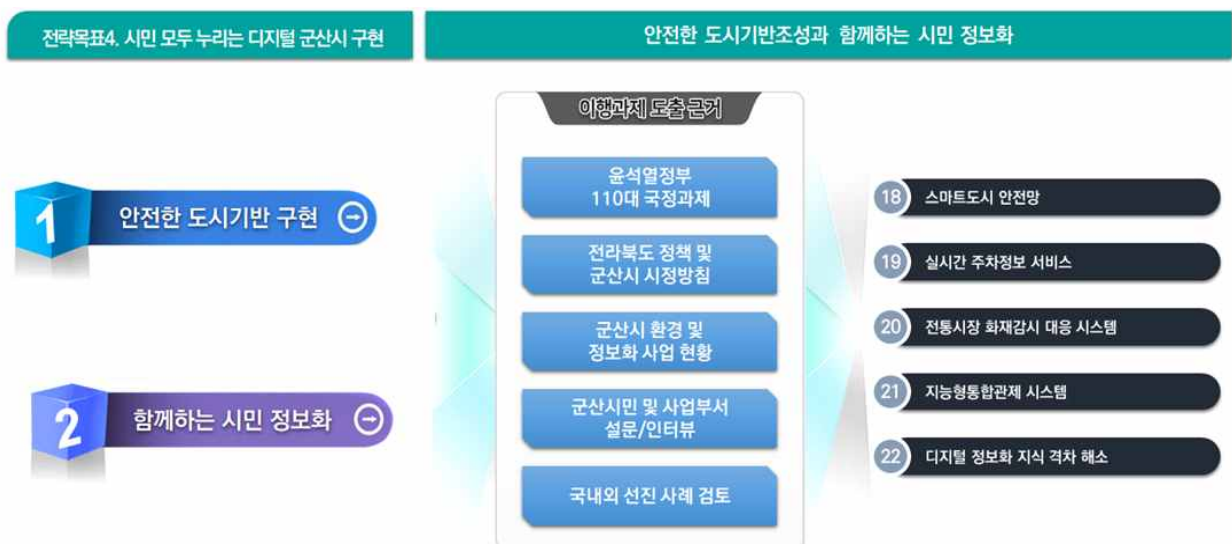 전략목표4. 시민 모두 누리는 디지털 군산시 구현
안전한 도시기반조성과 함께하는 시민 정보화
1
안전한 도시기반 구현
2
함께하는 시민 정보화
이행과제 도출 근거
윤석열정부
110대 국정과제
전라북도 정책 및
군산시 시정방침
군산시 환경 및
정보화 사업 현황
군산시민 및 사업부서
설문/인터뷰
국내외 선진 사례 검토
18 스마트도시 안전망
19 실시간 주차정보 서비스
20 전통시장 화재감시 대응 시스템
21 지능형통합관제 시스템
22 디지털 정보화 지식 격차 해소